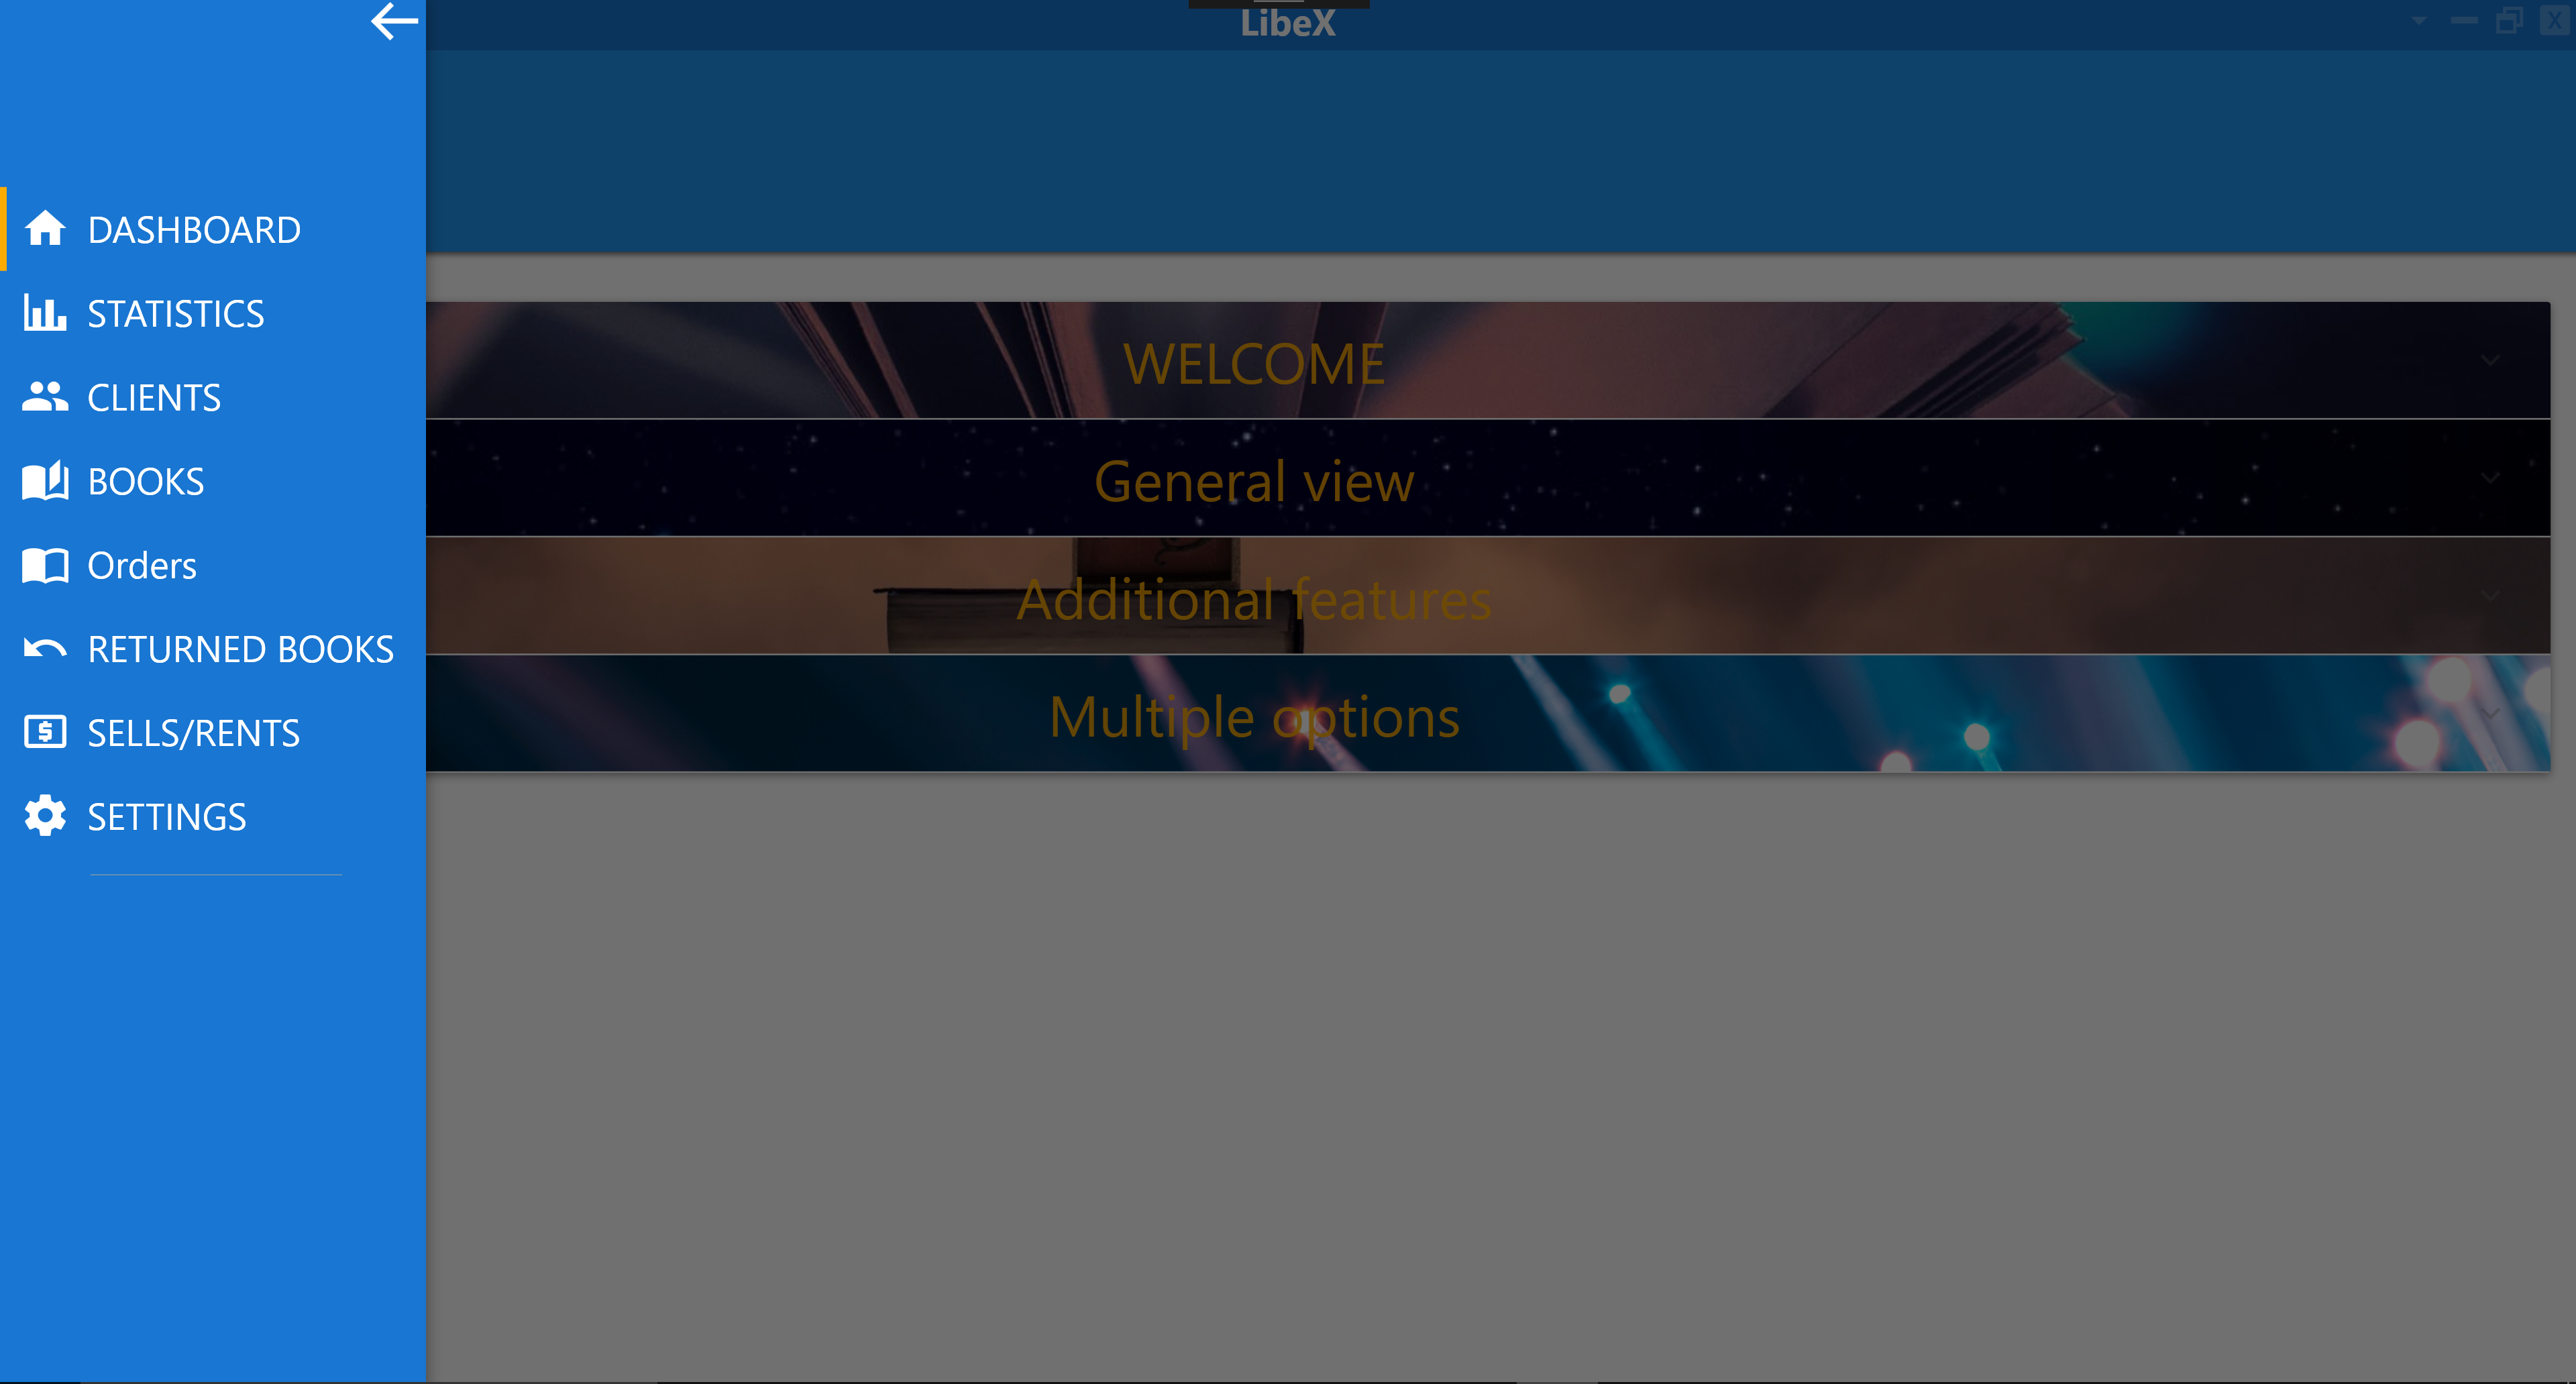 LibeX
DASHBOARD
STATISTICS
CLIENTS
BOOKS
Orders
RETURNED BOOKS
SELLS/RENTS
SETTINGS
WELCOME
General view
Additional features
Multiple options